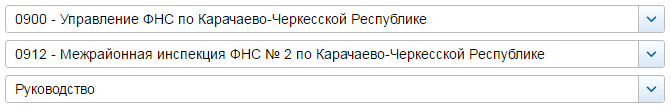 0900 - Управление ФНС по Карачаево-Черкесской Республике
0912 - Межрайонная инспекция ФНС № 2 по Карачаево-Черкесской Республике
Руководство